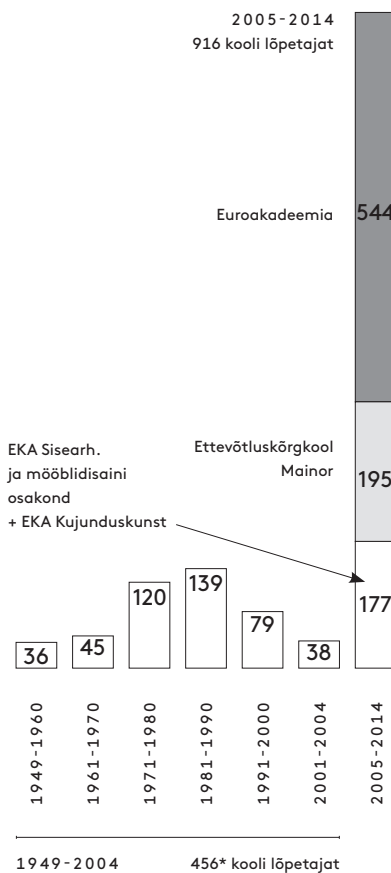 2005-2014
916 kooli lõpetajat
544
Euroakadeemia
EKA Sisearh.
ja mööblidisaini
osakond
+ EKA Kujunduskunst
Ettevõtluskõrgkool
Mainor
195
177
36
45
120
139
79
38
1949-1960
1961-1970
1971-1980
1981-1990
1991-2000
2001-2004
2005-2014
1949-2004
456* kooli lõpetajat